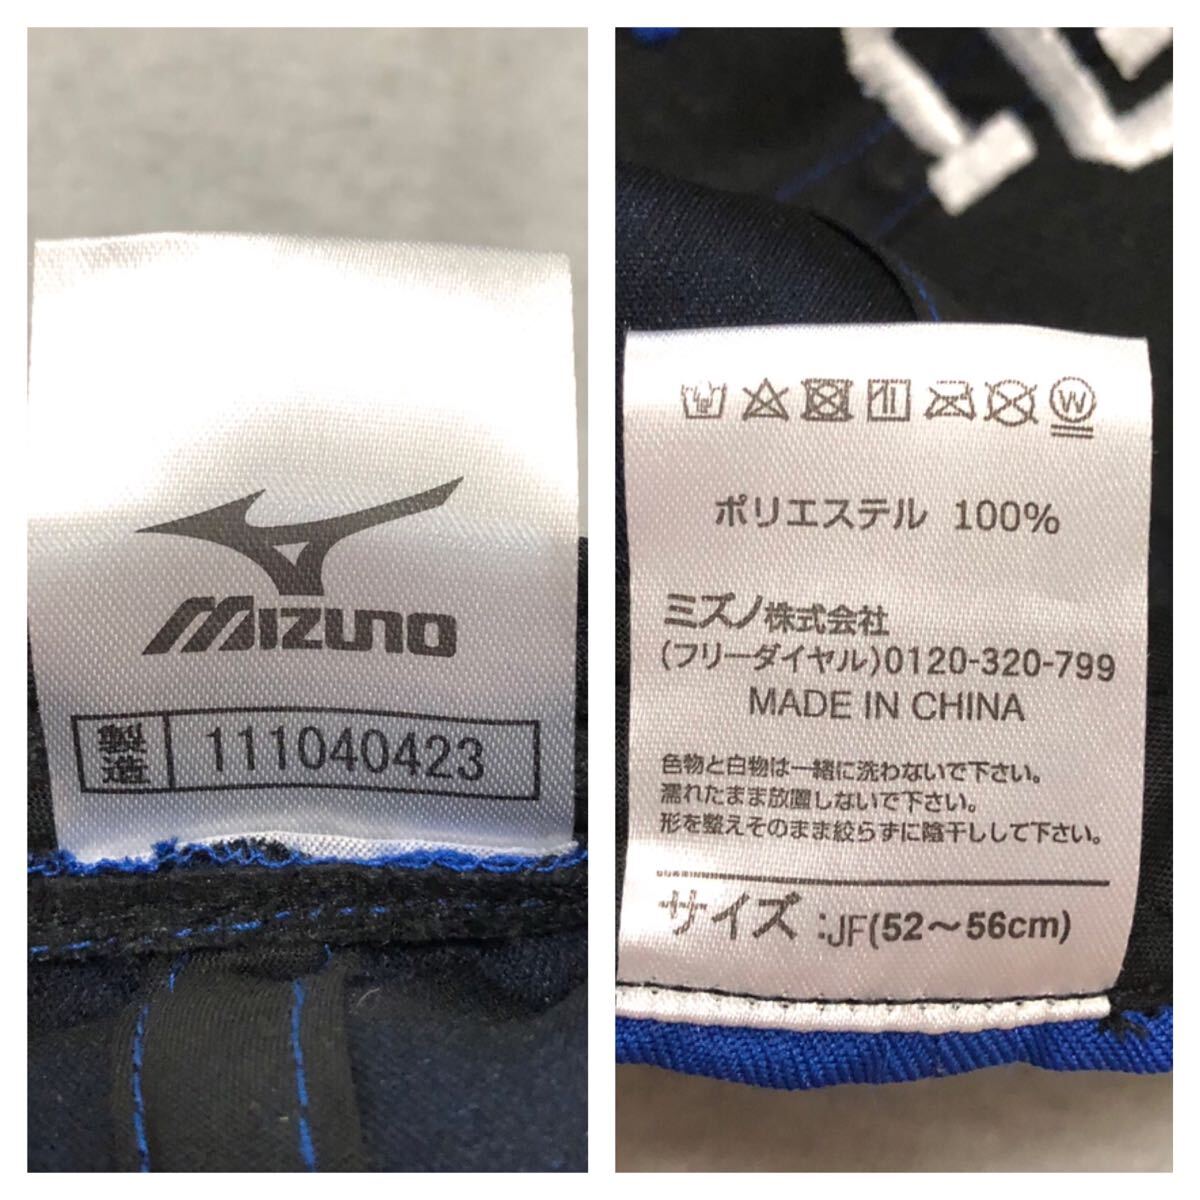 MIZUNO
製造 111040423
W
ポリエステル 100%
ミズノ株式会社
(フリーダイヤル)0120-320-799
MADE IN CHINA
色物と白物は一緒に洗わないで下さい。
濡れたまま放置しないで下さい。
形を整えそのまま絞らずに陰干しして下さい。
サイズ :JF(52～56cm)